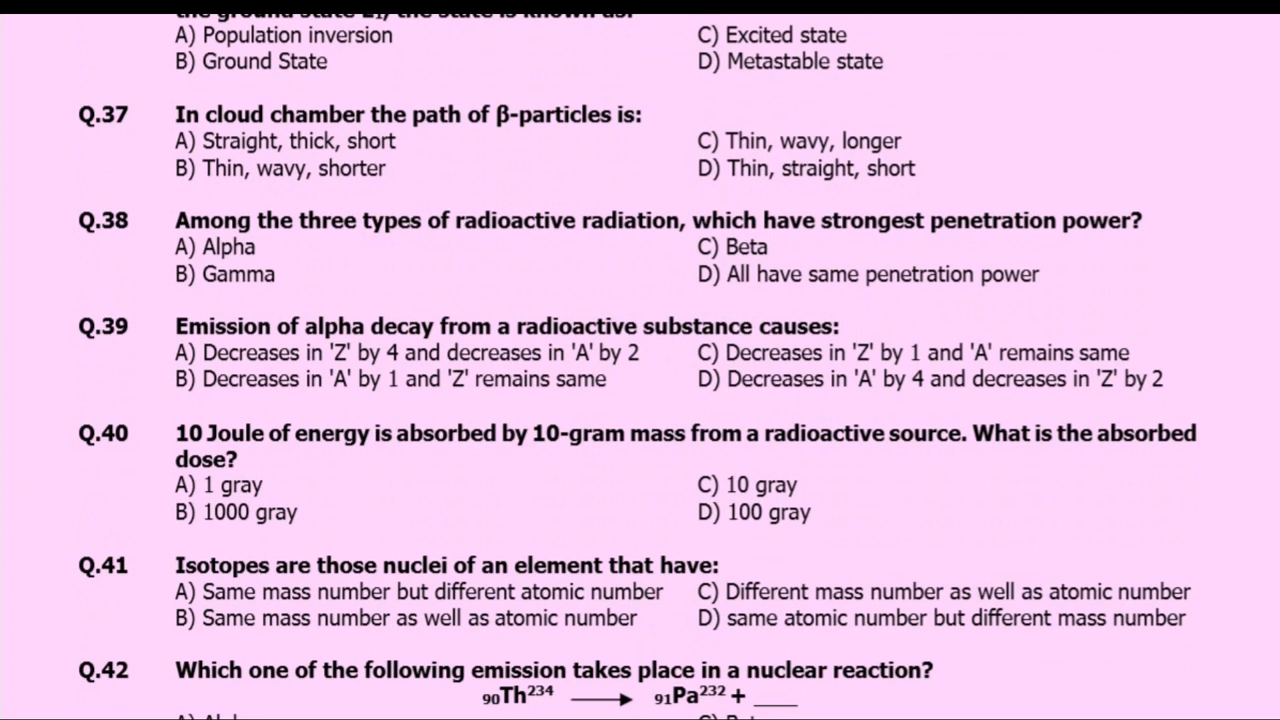 the ground state E₁, the state is known as:
A) Population inversion C) Excited state
B) Ground State D) Metastable state
Q.37 In cloud chamber the path of β-particles is:
A) Straight, thick, short C) Thin, wavy, longer
B) Thin, wavy, shorter D) Thin, straight, short
Q.38 Among the three types of radioactive radiation, which have strongest penetration power?
A) Alpha C) Beta
B) Gamma D) All have same penetration power
Q.39 Emission of alpha decay from a radioactive substance causes:
A) Decreases in 'Z' by 4 and decreases in 'A' by 2 C) Decreases in 'Z' by 1 and 'A' remains same
B) Decreases in 'A' by 1 and 'Z' remains same D) Decreases in 'A' by 4 and decreases in 'Z' by 2
Q.40 10 Joule of energy is absorbed by 10-gram mass from a radioactive source. What is the absorbed
dose?
A) 1 gray C) 10 gray
B) 1000 gray D) 100 gray
Q.41 Isotopes are those nuclei of an element that have:
A) Same mass number but different atomic number C) Different mass number as well as atomic number
B) Same mass number as well as atomic number D) same atomic number but different mass number
Q.42 Which one of the following emission takes place in a nuclear reaction?
₉₀Th²³⁴ ⟶ ₉₁Pa²³² + ____